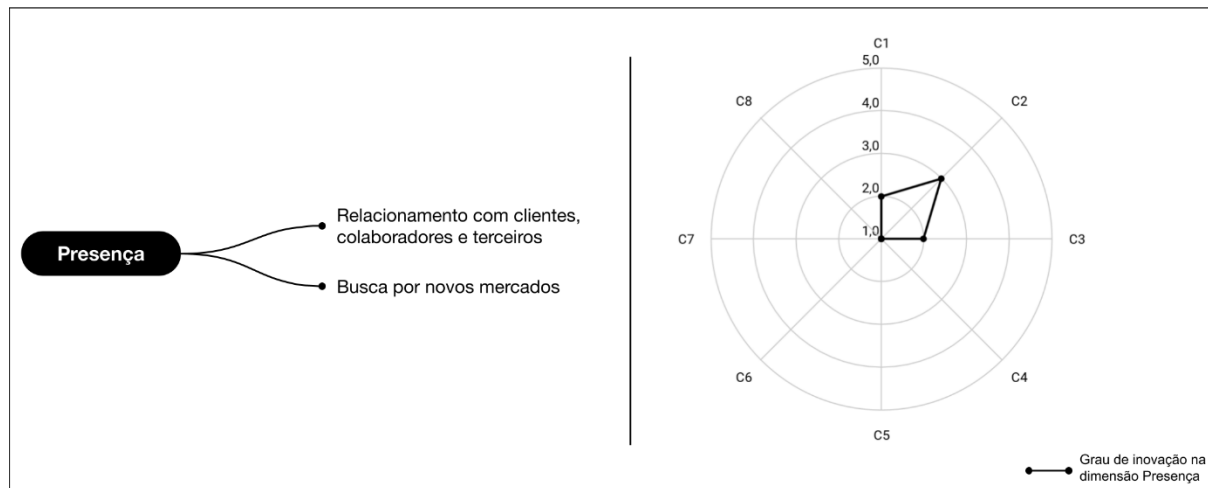 Presença
Relacionamento com clientes,
colaboradores e terceiros
Busca por novos mercados
C1
5,0
C8
C2
4,0
3,0
2,0
1,0
C7
C3
C6
C4
C5
Grau de inovação na
dimensão Presença